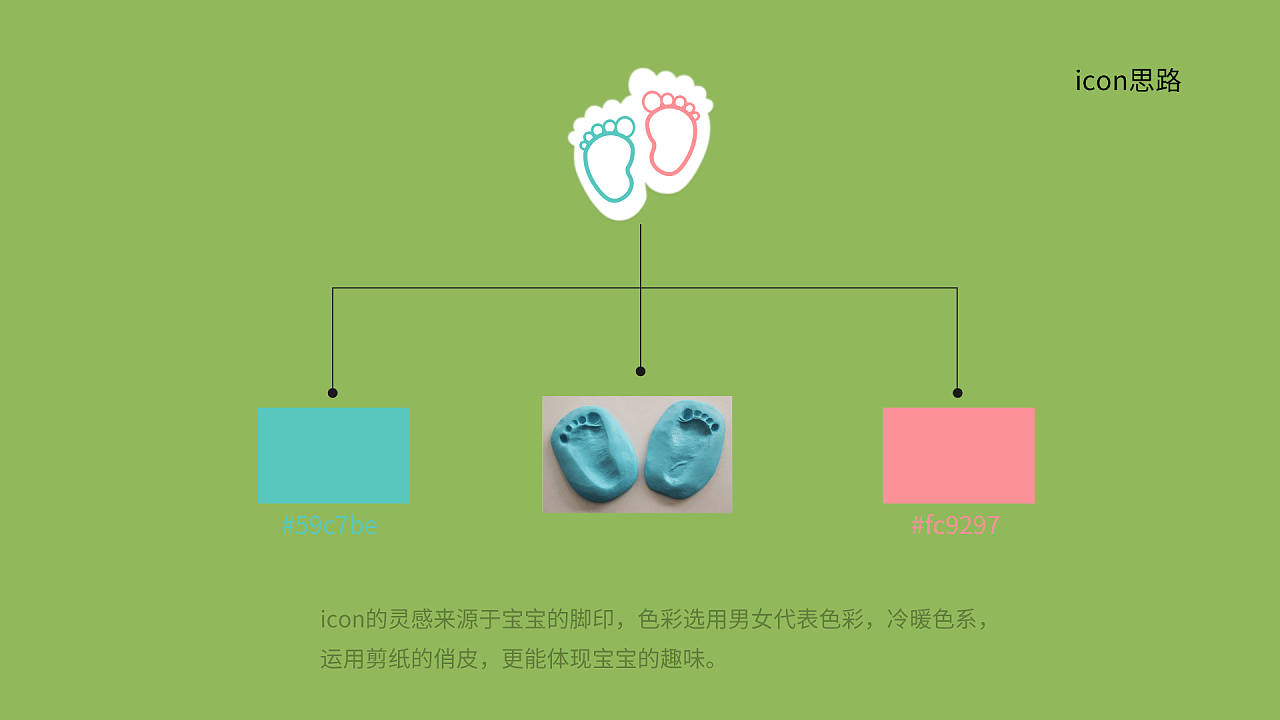 icon思路
#59c7be
#fc9297
icon的灵感来源于宝宝的脚印，色彩选用男女代表色彩，冷暖色系，
运用剪纸的俏皮，更能体现宝宝的趣味。